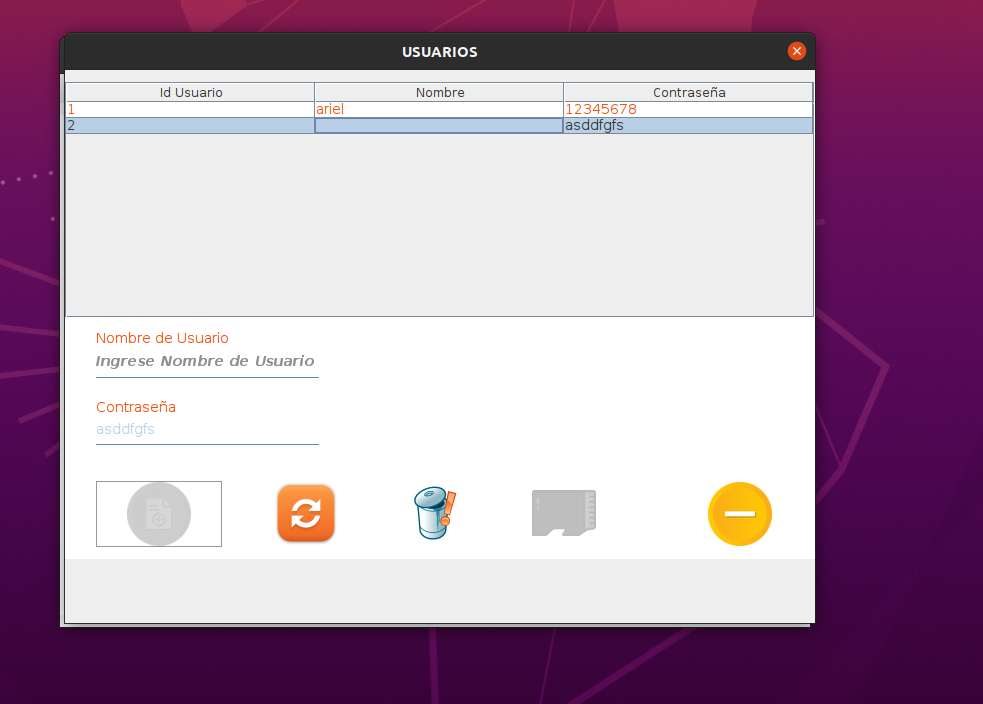 USUARIOS
Id Usuario Nombre Contraseña
1 ariel 12345678
2 asddfgfs
Nombre de Usuario
Ingrese Nombre de Usuario
Contraseña
asddfgfs